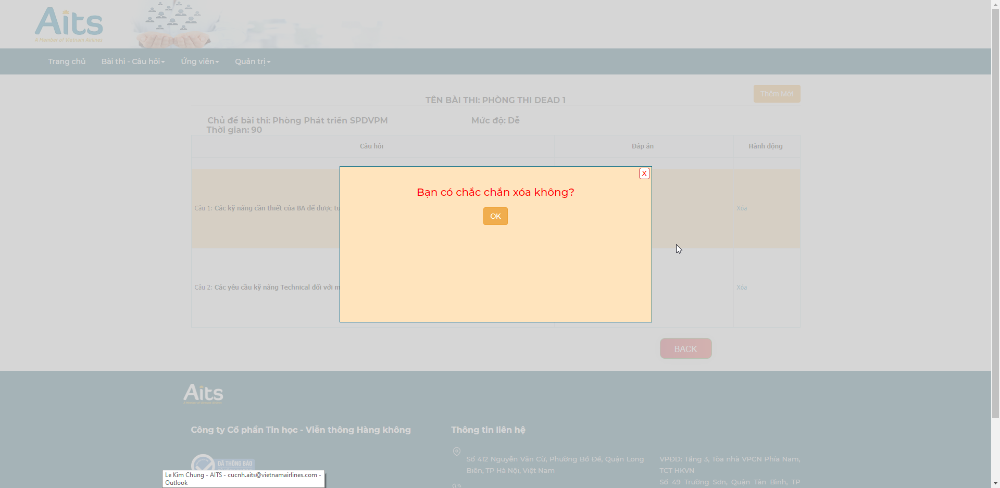 Aits
A Member of Vietnam Airlines
Trang chủ Bài thi - Câu hỏi Ứng viên Quản trị
Thêm Mới
TÊN BÀI THI: PHÒNG THI DEAD 1
Chủ đề bài thi: Phòng Phát triển SPDVPM Mức độ: Dễ
Thời gian: 90
Câu hỏi Đáp án Hành động
X
Bạn có chắc chắn xóa không?
OK
Câu 1: Các kỹ năng cần thiết của BA để được Xóa
Câu 2: Các yêu cầu kỹ năng Technical đối với Xóa
BACK
Aits
A Member of Vietnam Airlines
Công ty Cổ phần Tin học - Viễn thông Hàng không
Thông tin liên hệ
ĐÃ THÔNG BÁO
Số 412 Nguyễn Văn Cừ, Phường Bồ Đề, Quận Long
Biên, TP Hà Nội, Việt Nam
VPĐD: Tầng 3, Tòa nhà VPCN Phía Nam,
TCT HKVN
Số 49 Trường Sơn, Quận Tân Bình, TP
Le Kim Chung - AITS - cucnh.aits@vietnamairlines.com -
Outlook